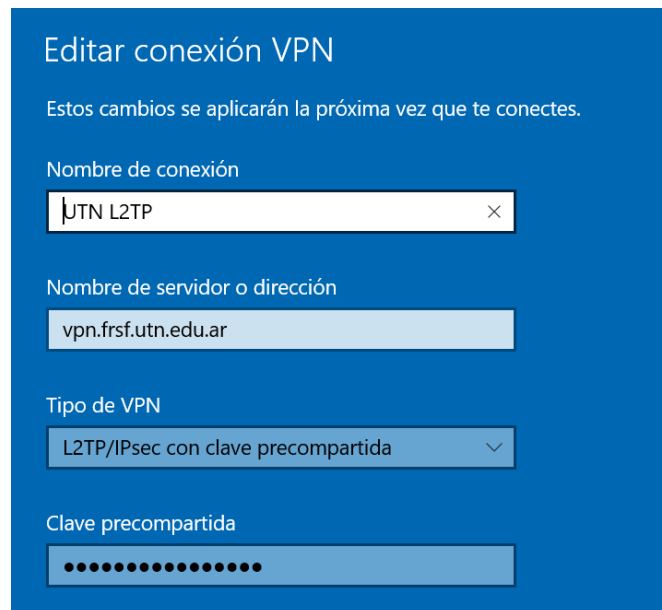 Editar conexión VPN
Estos cambios se aplicarán la próxima vez que te conectes.
Nombre de conexión
UTN L2TP
Nombre de servidor o dirección
vpn.frsf.utn.edu.ar
Tipo de VPN
L2TP/IPsec con clave precompartida
Clave precompartida
●●●●●●●●●●●●●●●●